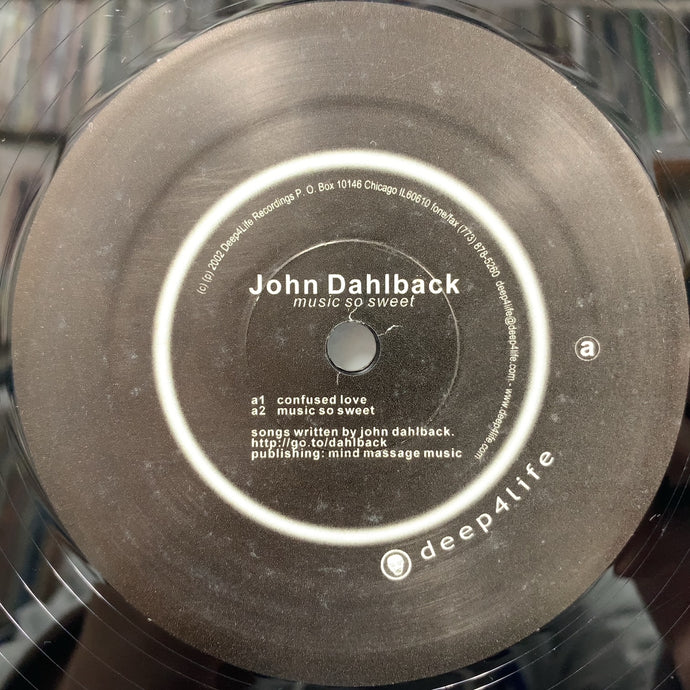 (c) (p) 2002 Deep4Life Recordings P. O. Box 10146 Chicago IL60610 fone/fax (773) 878-5260 deep4life@deep4life.com - www.deep4life.com
John Dahlback
music so sweet
a
a1 confused love
a2 music so sweet
songs written by john dahlback.
http://go.to/dahlback
publishing: mind massage music
deep4life